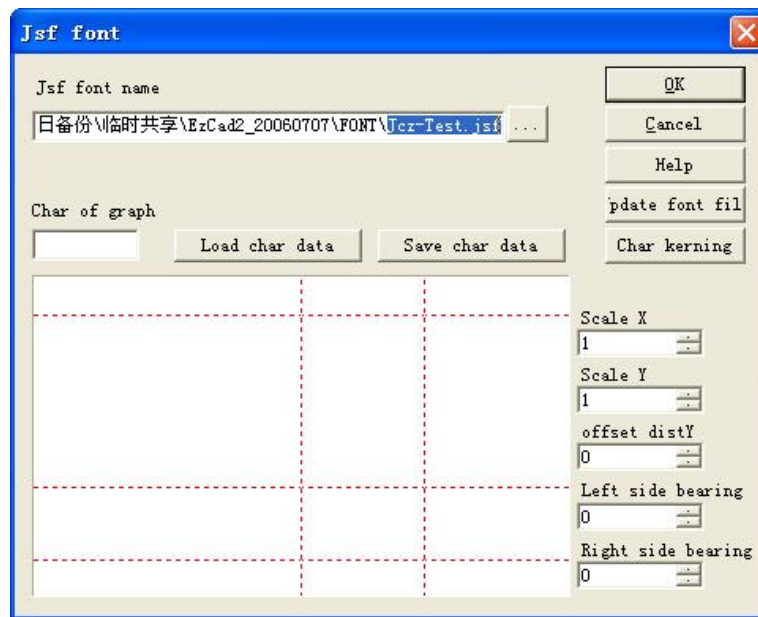 Jsf font
Jsf font name
日备份\临时共享\EzCad2_20060707\FONT\Jcz-Test.jsf
...
OK
Cancel
Help
pdate font fil
Char kerning
Char of graph
Load char data
Save char data
Scale X
1
Scale Y
1
offset distY
0
Left side bearing
0
Right side bearing
0